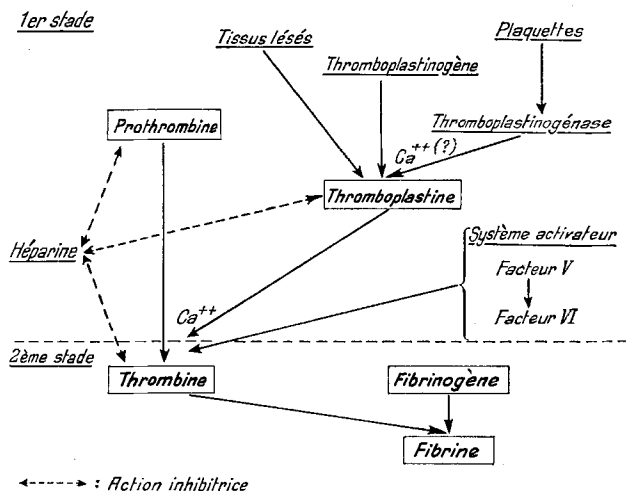 1er stade
Tissus lésés
Plaquettes
Thromboplastinogène
Prothrombine
Thromboplastinogénase
Ca++ (?)
Thromboplastine
Système activateur
Héparine
Facteur V
Facteur VI
Ca++
2ème stade
Thrombine
Fibrinogène
Fibrine
: Action inhibitrice